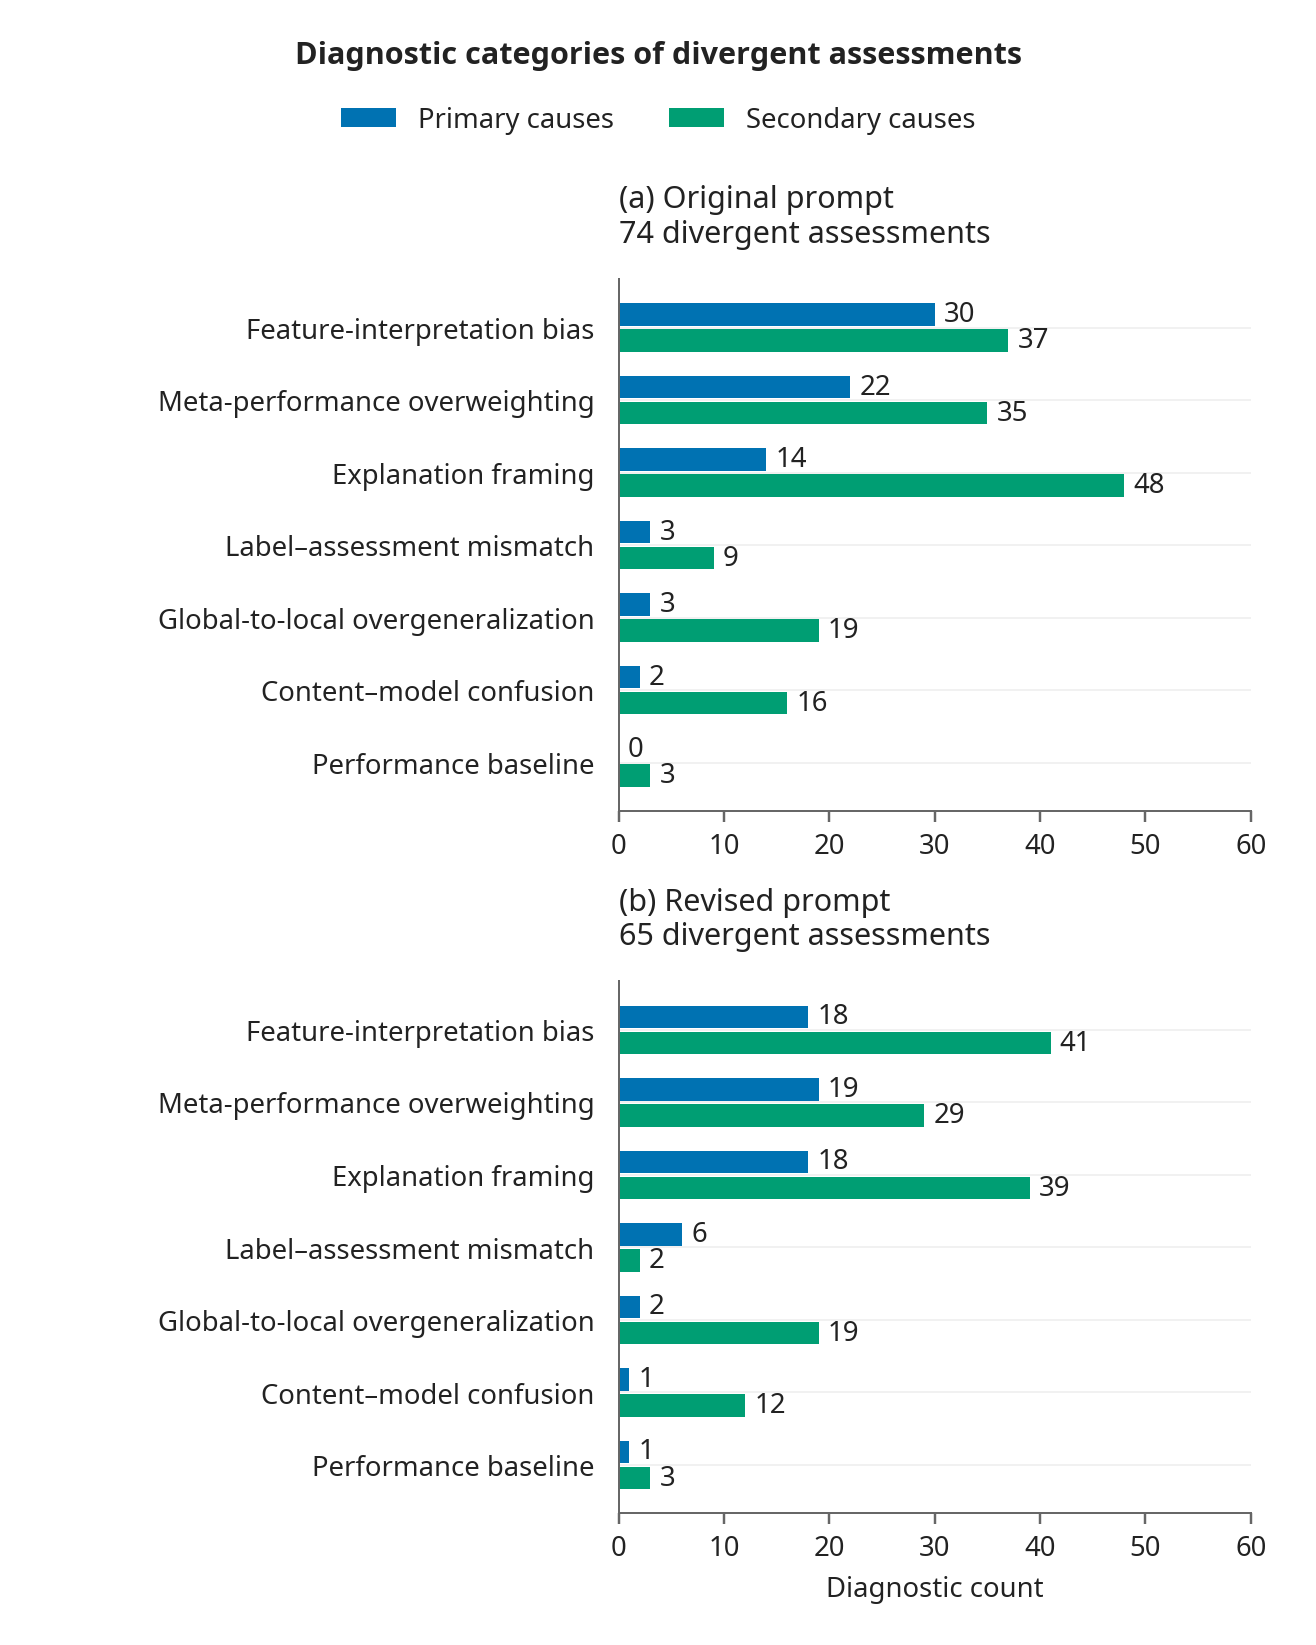 Diagnostic categories of divergent assessments
Primary causes
Secondary causes
(a) Original prompt
74 divergent assessments
Feature-interpretation bias
30
37
Meta-performance overweighting
22
35
Explanation framing
14
48
Label–assessment mismatch
3
9
Global-to-local overgeneralization
3
19
Content–model confusion
2
16
Performance baseline
0
3
0 10 20 30 40 50 60
(b) Revised prompt
65 divergent assessments
Feature-interpretation bias
18
41
Meta-performance overweighting
19
29
Explanation framing
18
39
Label–assessment mismatch
6
2
Global-to-local overgeneralization
2
19
Content–model confusion
1
12
Performance baseline
1
3
0 10 20 30 40 50 60
Diagnostic count